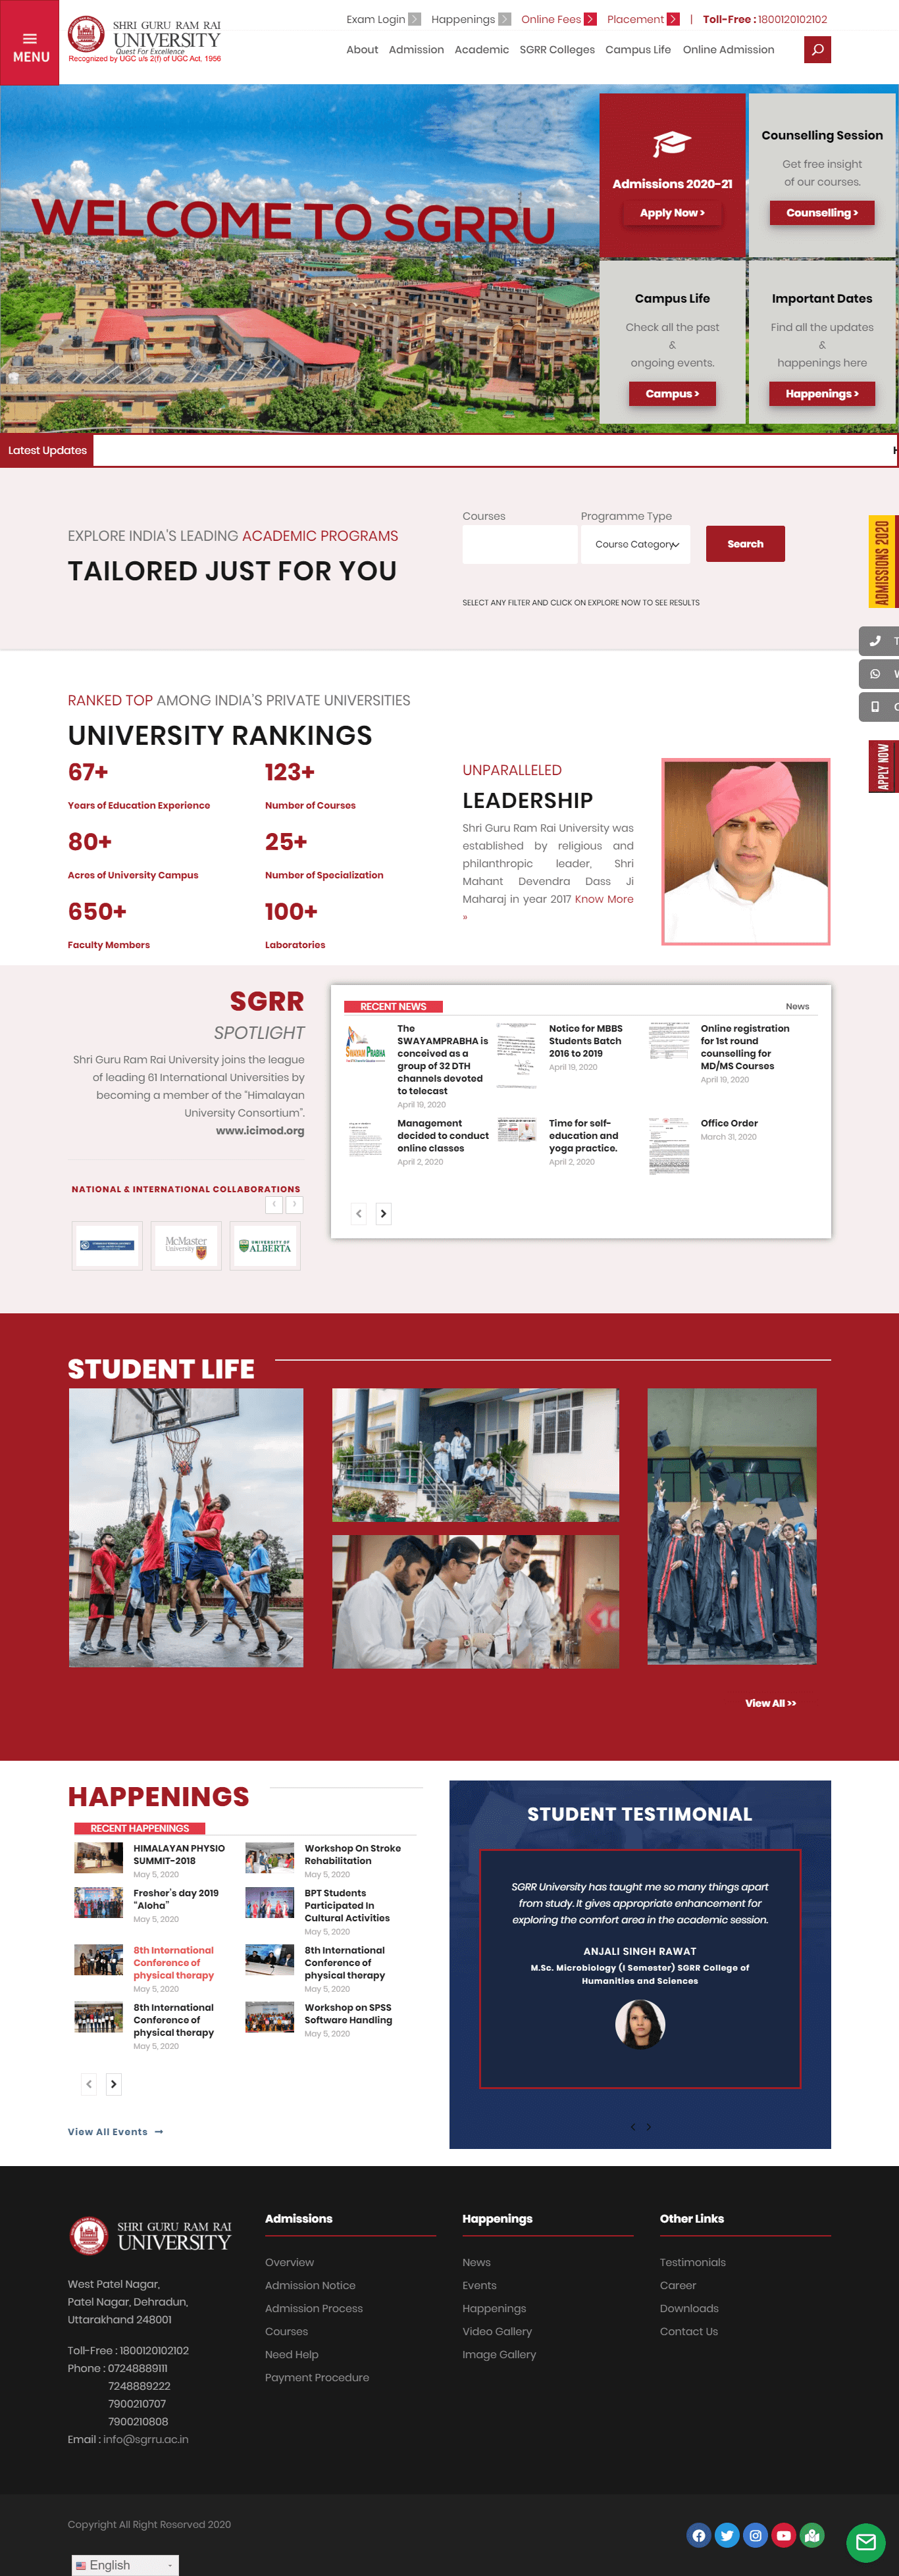 MENU
SHRI GURU RAM RAI
UNIVERSITY
Quest For Excellence
Recognized by UGC u/s 2(f) of UGC Act. 1956
Exam Login Happenings Online Fees Placement | Toll-Free : 1800120102102
About Admission Academic SGRR Colleges Campus Life Online Admission
WELCOME TO SGRRU
Admissions 2020-21
Apply Now >
Counselling Session
Get free insight
of our courses.
Counselling >
Campus Life
Check all the past
&
ongoing events.
Campus >
Important Dates
Find all the updates
&
happenings here
Happenings >
Latest Updates
EXPLORE INDIA'S LEADING ACADEMIC PROGRAMS
TAILORED JUST FOR YOU
Courses
Programme Type
Course Category
Search
SELECT ANY FILTER AND CLICK ON EXPLORE NOW TO SEE RESULTS
ADMISSIONS 2020
T
W
C
APPLY NOW
RANKED TOP AMONG INDIA'S PRIVATE UNIVERSITIES
UNIVERSITY RANKINGS
67+
Years of Education Experience
123+
Number of Courses
80+
Acres of University Campus
25+
Number of Specialization
650+
Faculty Members
100+
Laboratories
UNPARALLELED
LEADERSHIP
Shri Guru Ram Rai University was
established by religious and
philanthropic leader, Shri
Mahant Devendra Dass Ji
Maharaj in year 2017 Know More
»
SGRR
SPOTLIGHT
Shri Guru Ram Rai University joins the league
of leading 61 International Universities by
becoming a member of the "Himalayan
University Consortium".
www.icimod.org
NATIONAL & INTERNATIONAL COLLABORATIONS
McMaster
University
UNIVERSITY OF
ALBERTA
RECENT NEWS
News
SWAYAM PRABHA
The
SWAYAMPRABHA is
conceived as a
group of 32 DTH
channels devoted
to telecast
April 19, 2020
Notice for MBBS
Students Batch
2016 to 2019
April 19, 2020
Online registration
for 1st round
counselling for
MD/MS Courses
April 19, 2020
Management
decided to conduct
online classes
April 2, 2020
Time for self-
education and
yoga practice.
April 2, 2020
Office Order
March 31, 2020
STUDENT LIFE
View All >>
HAPPENINGS
RECENT HAPPENINGS
HIMALAYAN PHYSIO
SUMMIT-2018
May 5, 2020
Workshop On Stroke
Rehabilitation
May 5, 2020
Fresher's day 2019
"Aloha"
May 5, 2020
BPT Students
Participated In
Cultural Activities
May 5, 2020
8th International
Conference of
physical therapy
May 5, 2020
8th International
Conference of
physical therapy
May 5, 2020
8th International
Conference of
physical therapy
May 5, 2020
Workshop on SPSS
Software Handling
May 5, 2020
View All Events
STUDENT TESTIMONIAL
SGRR University has taught me so many things apart
from study. It gives appropriate enhancement for
exploring the comfort area in the academic session.
ANJALI SINGH RAWAT
M.Sc. Microbiology (I Semester) SGRR College of
Humanities and Sciences
SHRI GURU RAM RAI
UNIVERSITY
West Patel Nagar,
Patel Nagar, Dehradun,
Uttarakhand 248001
Toll-Free : 1800120102102
Phone : 07248889111
7248889222
7900210707
7900210808
Email : info@sgrru.ac.in
Admissions
Overview
Admission Notice
Admission Process
Courses
Need Help
Payment Procedure
Happenings
News
Events
Happenings
Video Gallery
Image Gallery
Other Links
Testimonials
Career
Downloads
Contact Us
Copyright All Right Reserved 2020
English